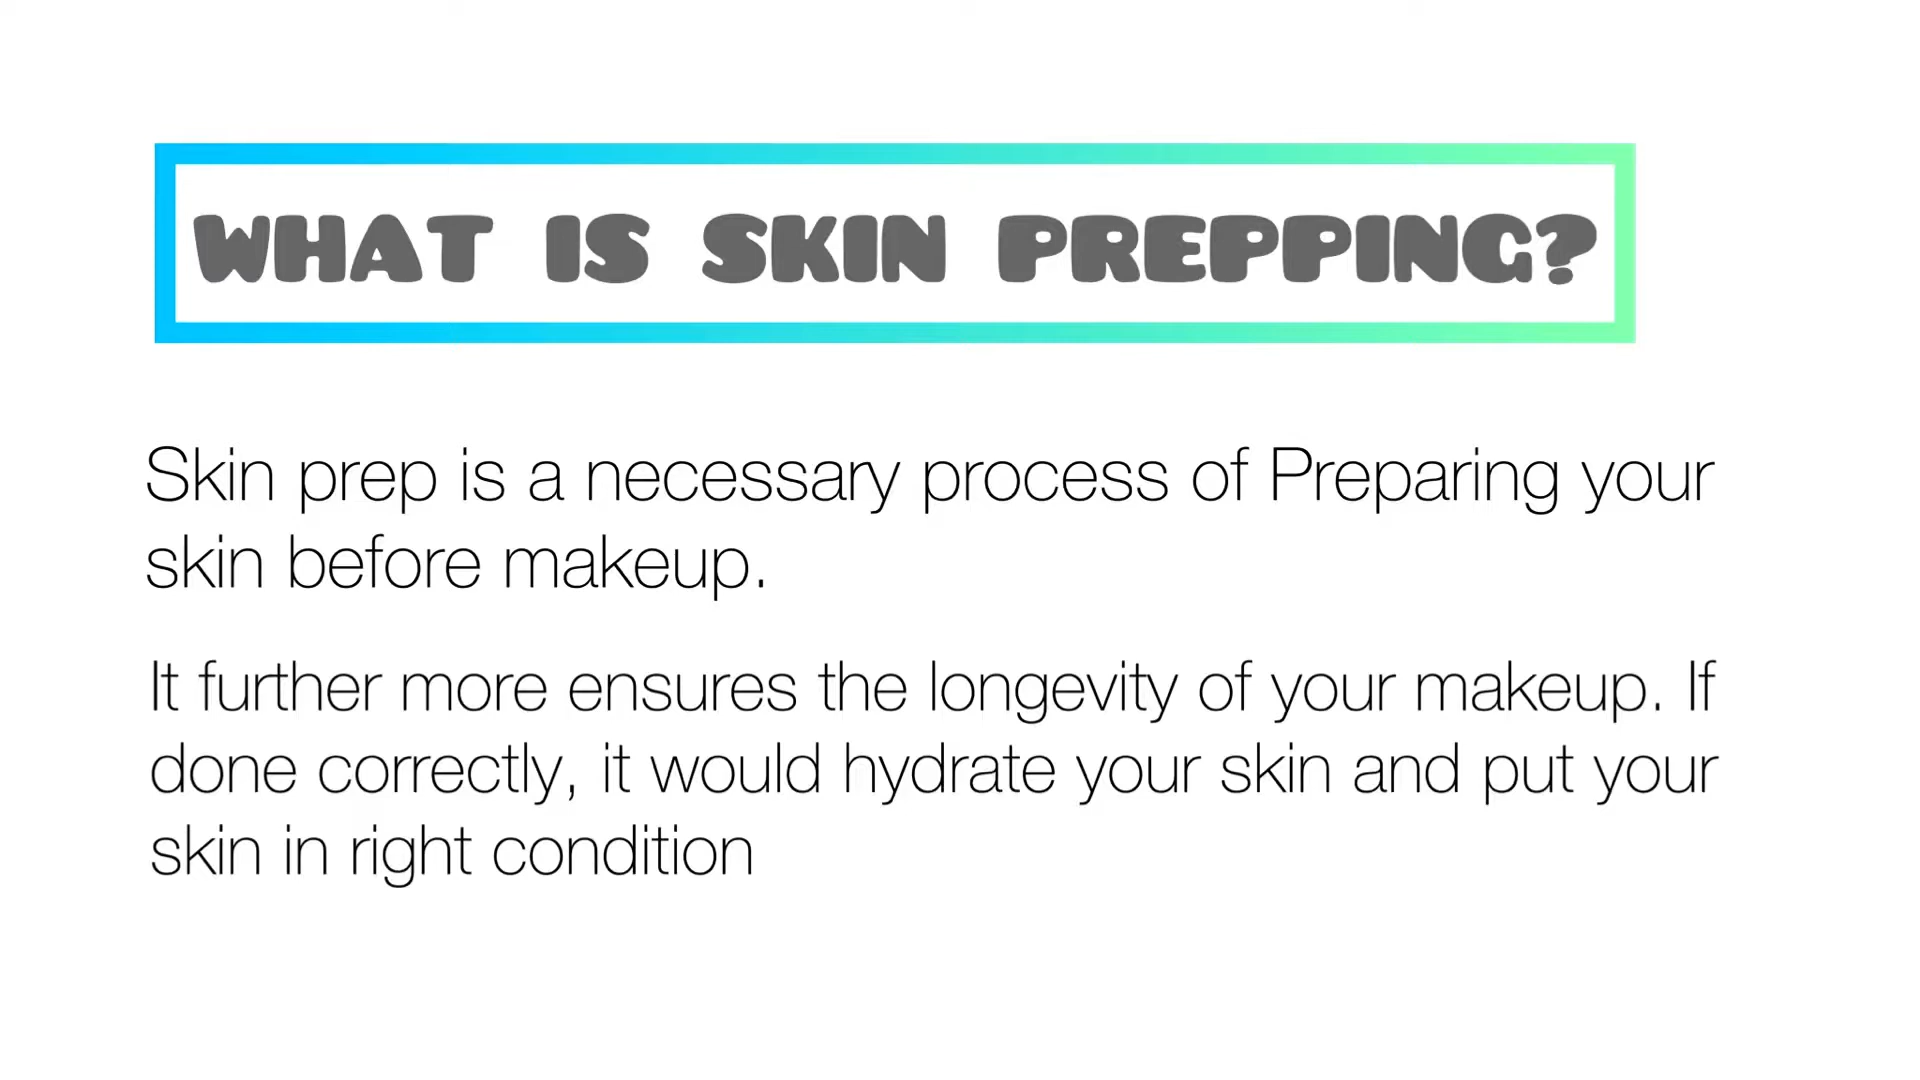 WHAT IS SKIN PREPPING?
Skin prep is a necessary process of Preparing your
skin before makeup.
It further more ensures the longevity of your makeup. If
done correctly, it would hydrate your skin and put your
skin in right condition